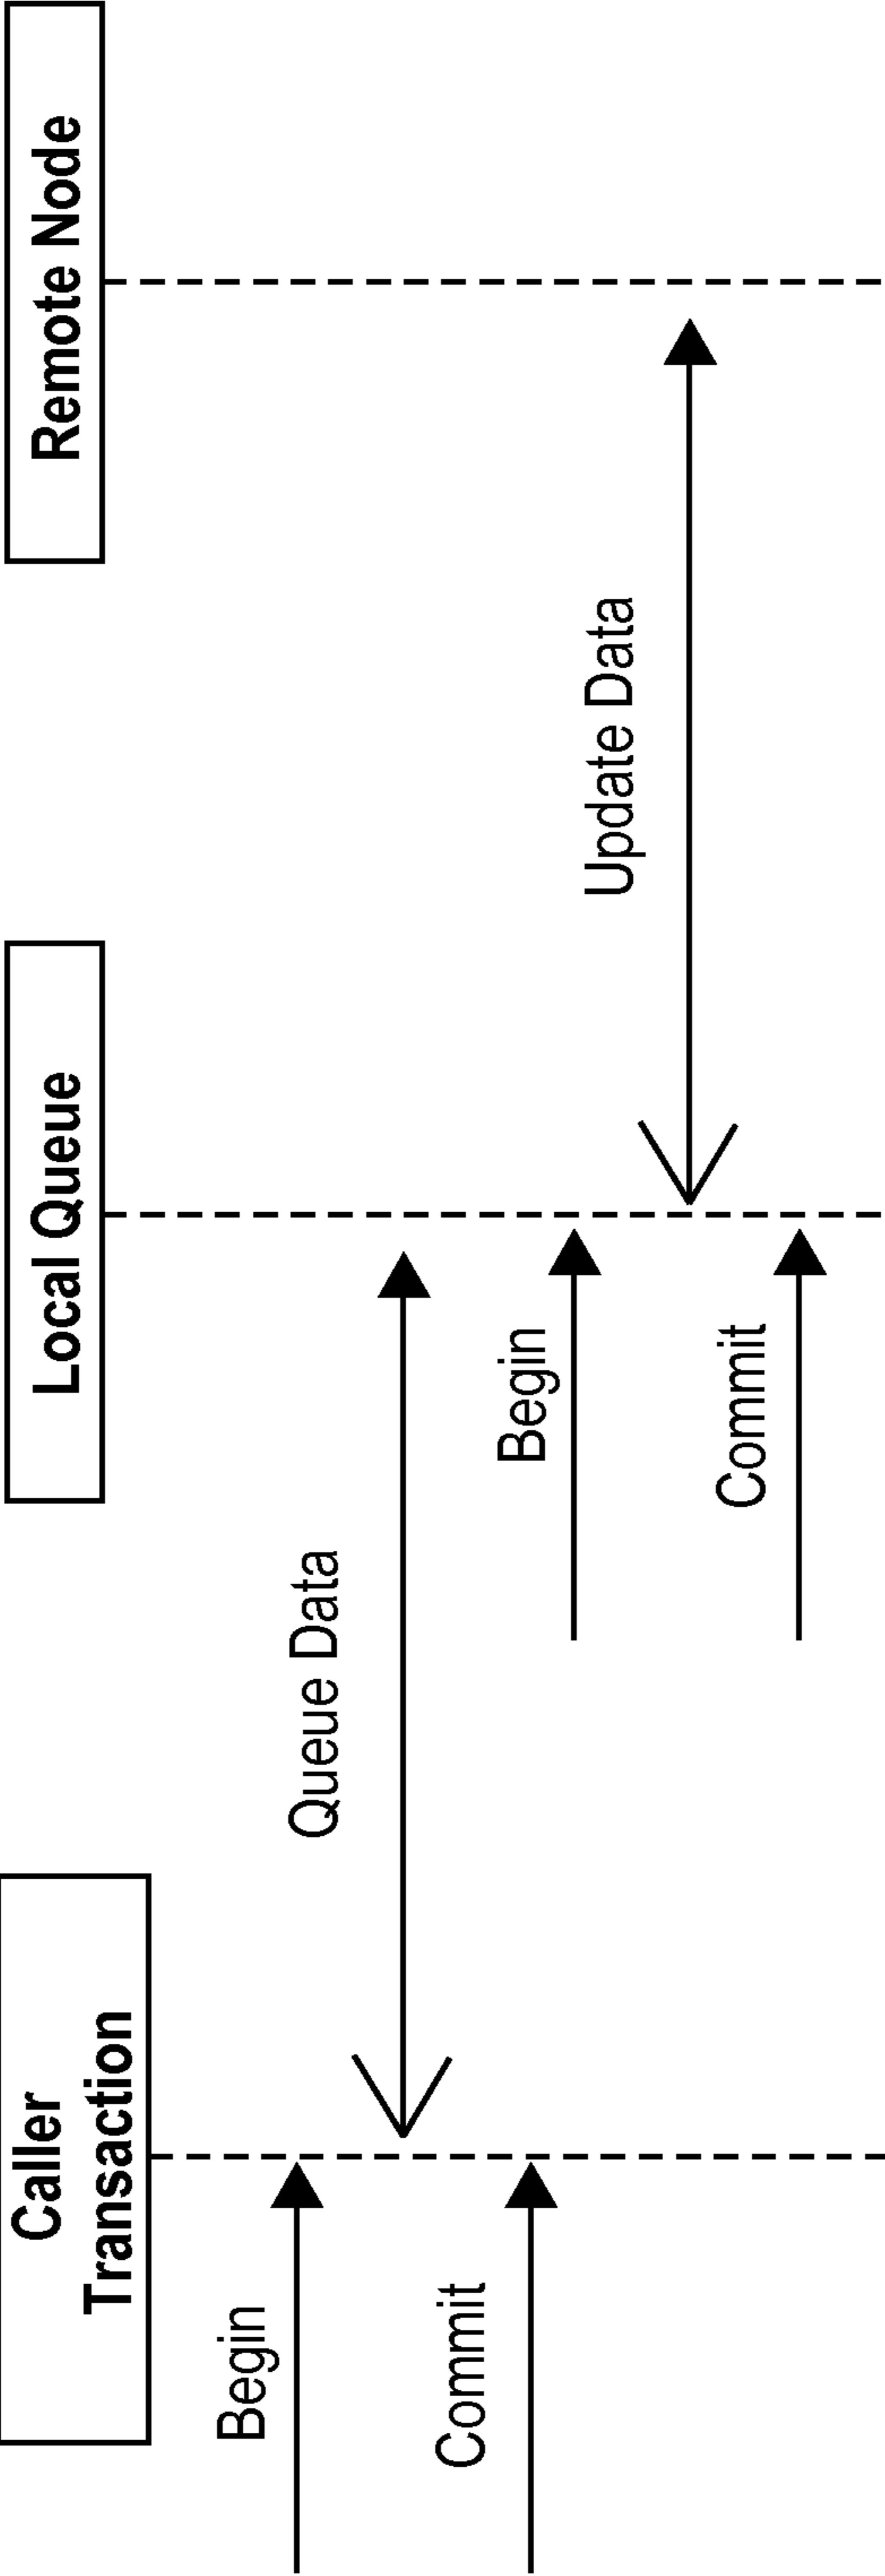 Caller
Transaction
Local Queue
Remote Node
Begin
Queue Data
Commit
Begin
Update Data
Commit